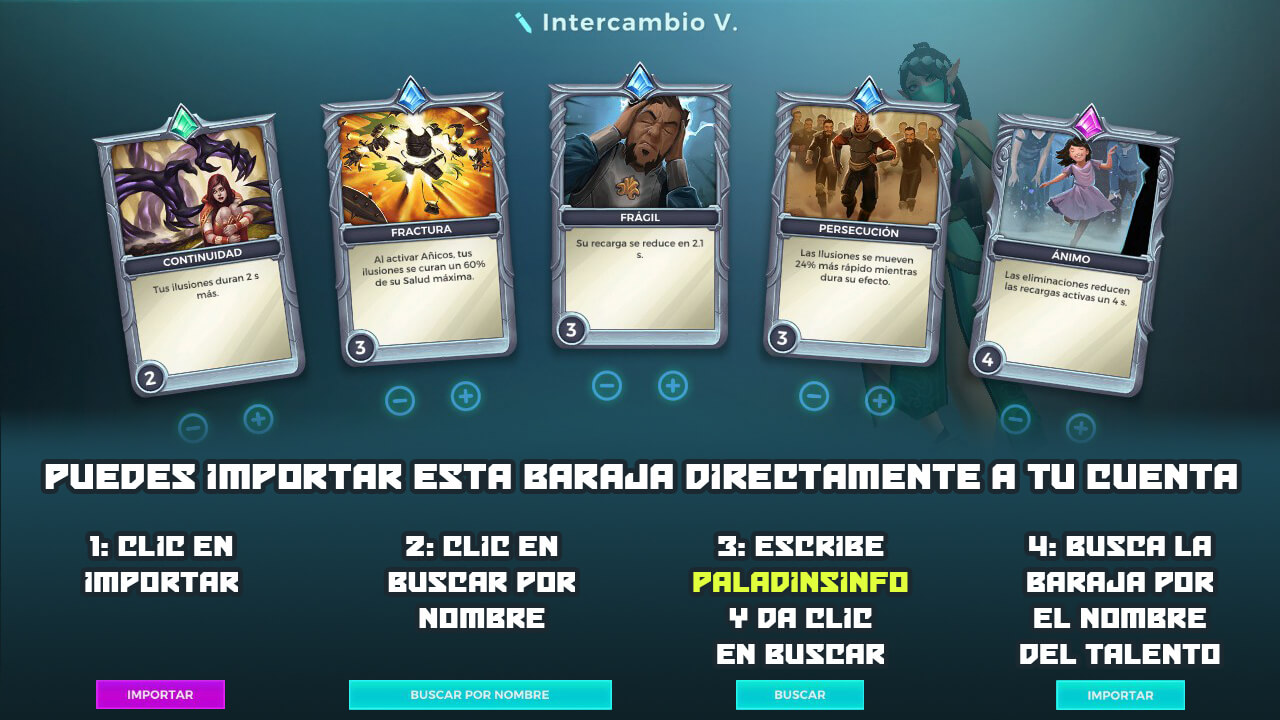 Intercambio V.
CONTINUIDAD
Tus ilusiones duran 2 s
más.
2
FRACTURA
Al activar Añicos, tus
ilusiones se curan un 60%
de su Salud máxima.
3
FRÁGIL
Su recarga se reduce en 2.1
s.
3
PERSECUCIÓN
Las Ilusiones se mueven
24% más rápido mientras
dura su efecto.
3
ÁNIMO
Las eliminaciones reducen
las recargas activas un 4 s.
4
PUEDES IMPORTAR ESTA BARAJA DIRECTAMENTE A TU CUENTA
1: CLIC EN
IMPORTAR
IMPORTAR
2: CLIC EN
BUSCAR POR
NOMBRE
BUSCAR POR NOMBRE
3: ESCRIBE
PALADINSINFO
Y DA CLIC
EN BUSCAR
BUSCAR
4: BUSCA LA
BARAJA POR
EL NOMBRE
DEL TALENTO
IMPORTAR